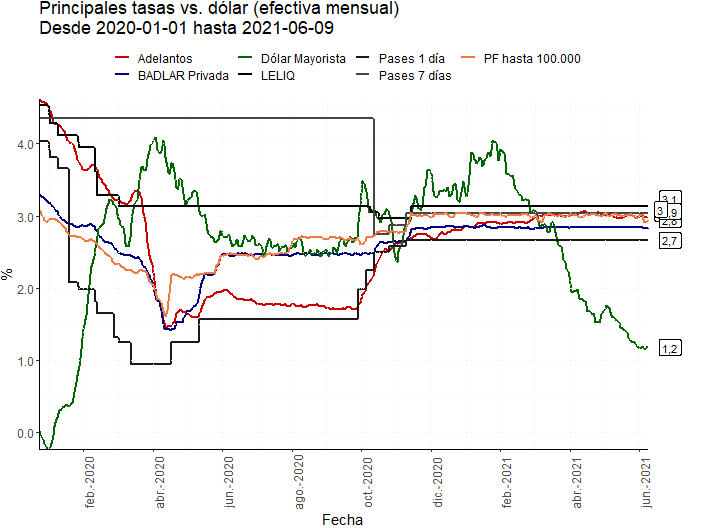 Principales tasas vs. dólar (efectiva mensual)
Desde 2020-01-01 hasta 2021-06-09
Adelantos Dólar Mayorista Pases 1 día PF hasta 100.000
BADLAR Privada LELIQ Pases 7 días
4.0
3.0
2.0
1.0
0.0
%
3,1
3
2,8
2,7
1,2
feb.-2020
abr.-2020
jun.-2020
ago.-2020
oct.-2020
dic.-2020
feb.-2021
abr.-2021
jun.-2021
Fecha